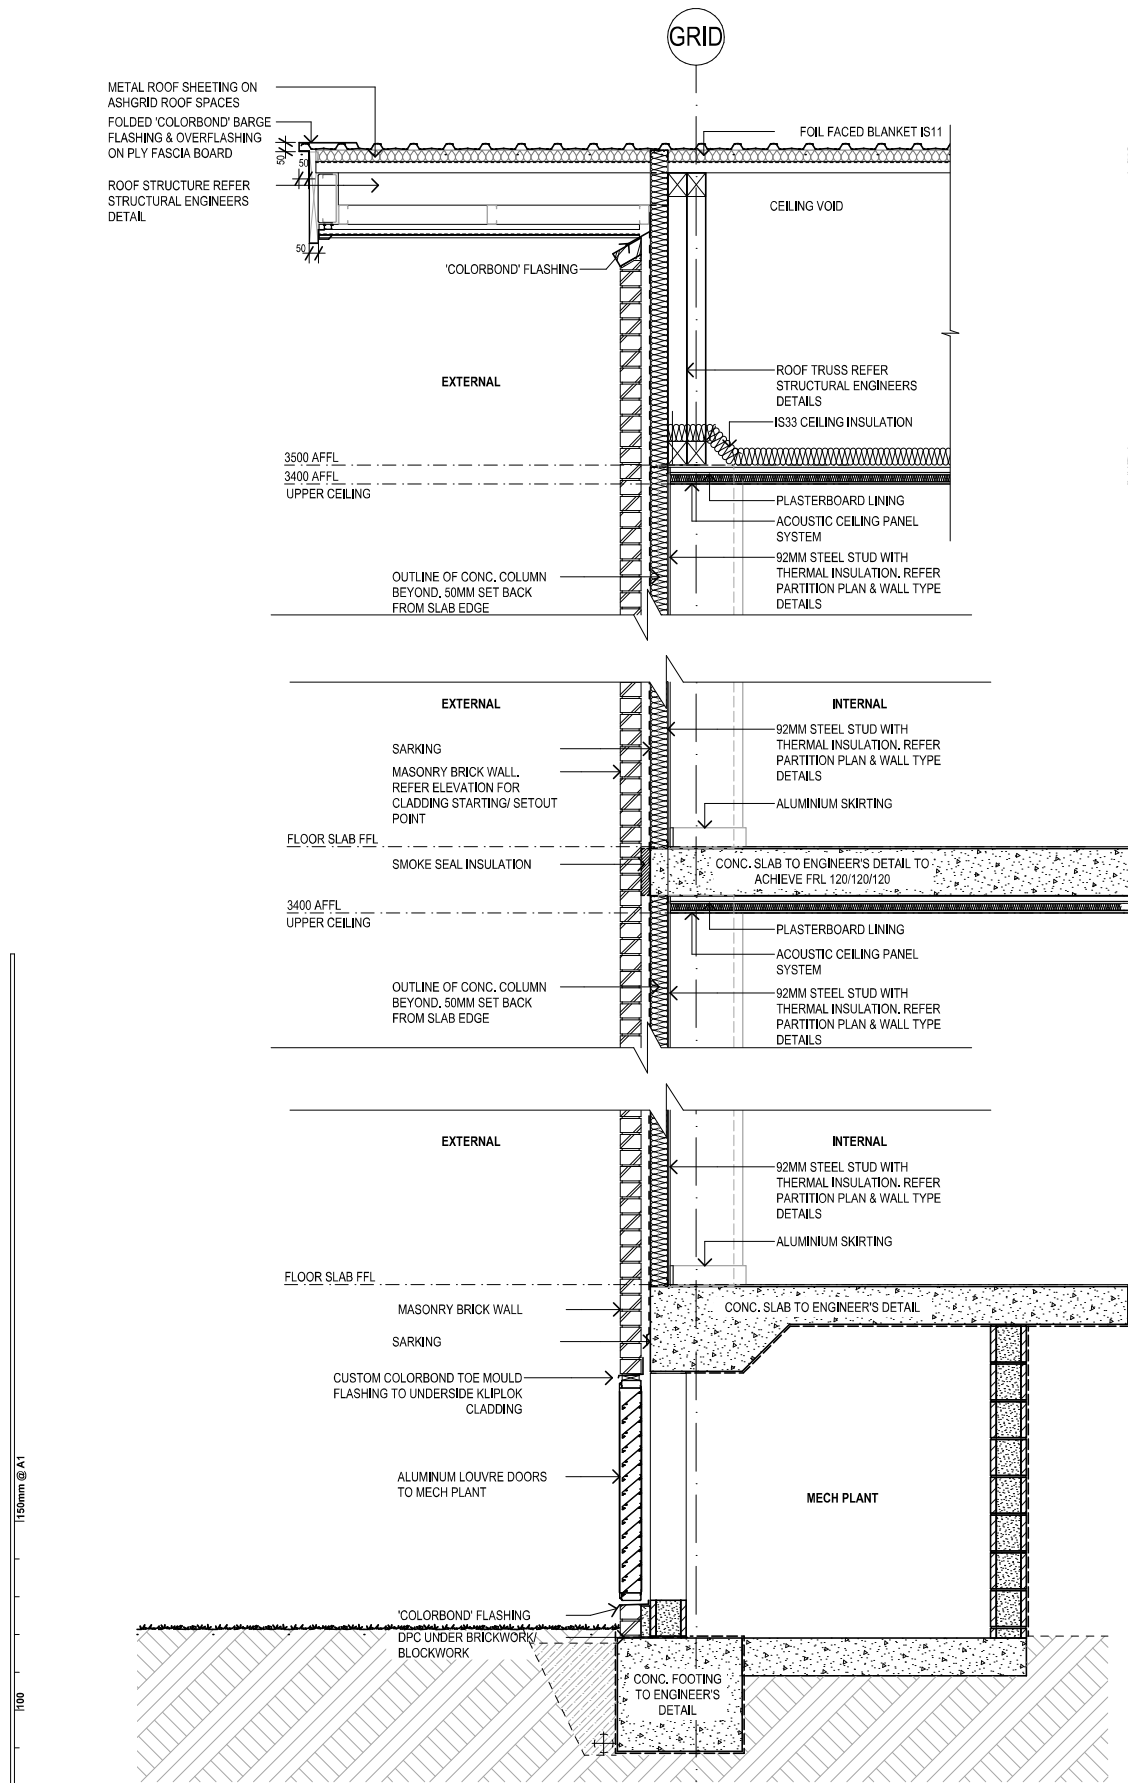 GRID
METAL ROOF SHEETING ON
ASHGRID ROOF SPACES
FOLDED 'COLORBOND' BARGE
FLASHING & OVERFLASHING
ON PLY FASCIA BOARD
ROOF STRUCTURE REFER
STRUCTURAL ENGINEERS
DETAIL
50
50
50
FOIL FACED BLANKET IS11
CEILING VOID
'COLORBOND' FLASHING
EXTERNAL
ROOF TRUSS REFER
STRUCTURAL ENGINEERS
DETAILS
IS33 CEILING INSULATION
3500 AFFL
3400 AFFL
UPPER CEILING
PLASTERBOARD LINING
ACOUSTIC CEILING PANEL
SYSTEM
92MM STEEL STUD WITH
THERMAL INSULATION. REFER
PARTITION PLAN & WALL TYPE
DETAILS
OUTLINE OF CONC. COLUMN
BEYOND. 50MM SET BACK
FROM SLAB EDGE
EXTERNAL
INTERNAL
SARKING
MASONRY BRICK WALL.
REFER ELEVATION FOR
CLADDING STARTING/ SETOUT
POINT
92MM STEEL STUD WITH
THERMAL INSULATION. REFER
PARTITION PLAN & WALL TYPE
DETAILS
ALUMINIUM SKIRTING
FLOOR SLAB FFL
SMOKE SEAL INSULATION
CONC. SLAB TO ENGINEER'S DETAIL TO
ACHIEVE FRL 120/120/120
3400 AFFL
UPPER CEILING
PLASTERBOARD LINING
ACOUSTIC CEILING PANEL
SYSTEM
OUTLINE OF CONC. COLUMN
BEYOND. 50MM SET BACK
FROM SLAB EDGE
92MM STEEL STUD WITH
THERMAL INSULATION. REFER
PARTITION PLAN & WALL TYPE
DETAILS
EXTERNAL
INTERNAL
92MM STEEL STUD WITH
THERMAL INSULATION. REFER
PARTITION PLAN & WALL TYPE
DETAILS
ALUMINIUM SKIRTING
FLOOR SLAB FFL
MASONRY BRICK WALL
CONC. SLAB TO ENGINEER'S DETAIL
SARKING
CUSTOM COLORBOND TOE MOULD
FLASHING TO UNDERSIDE KLIPLOK
CLADDING
ALUMINUM LOUVRE DOORS
TO MECH PLANT
MECH PLANT
'COLORBOND' FLASHING
DPC UNDER BRICKWORK/
BLOCKWORK
CONC. FOOTING
TO ENGINEER'S
DETAIL
150mm @ A1
100